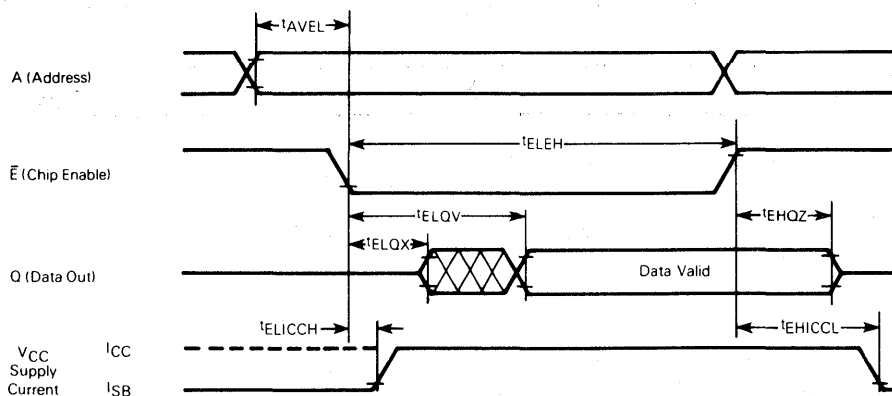 tAVEL
A (Address)
tELEH
Ē (Chip Enable)
tELQV
tEHQZ
tELQX
Q (Data Out)
Data Valid
tELICCH
tEHICCL
VCC ICC
Supply
Current ISB